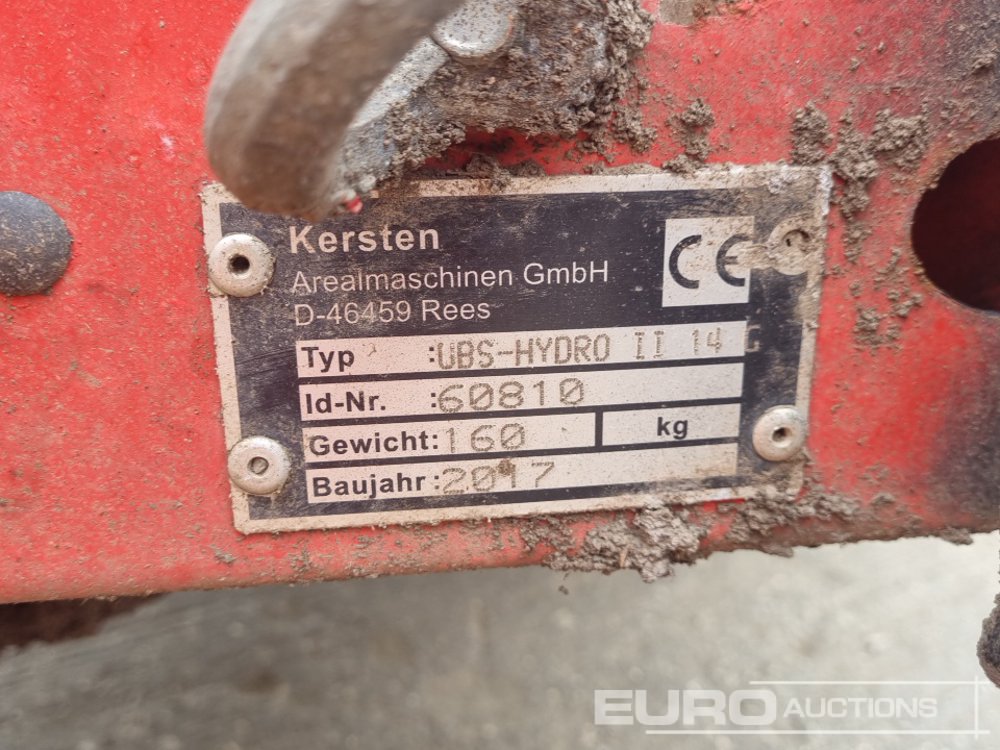 Kersten
Arealmaschinen GmbH
D-46459 Rees
CE
Typ :UBS-HYDRO II 14 G
Id-Nr. :60810
Gewicht:160 kg
Baujahr:2017
EURO AUCTIONS